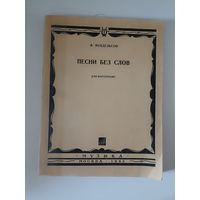 Ф. МЕНДЕЛЬСОН
ПЕСНИ БЕЗ СЛОВ
ДЛЯ ФОРТЕПИАНО
МУЗЫКА
МОСКВА